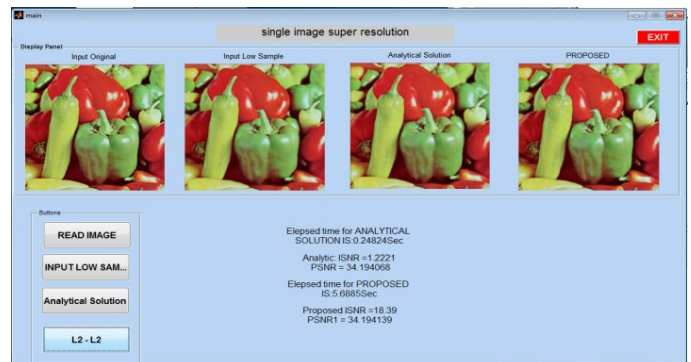 main
single image super resolution
EXIT
Display Panel
Input Original
Input Low Sample
Analytical Solution
PROPOSED
Buttons
READ IMAGE
INPUT LOW SAM...
Analytical Solution
L2 - L2
Elepsed time for ANALYTICAL
SOLUTION IS:0.24824Sec
Analytic: ISNR =1.2221
PSNR = 34.194068
Elepsed time for PROPOSED
IS:5.6885Sec
Proposed ISNR =18.39
PSNR1 = 34.194139